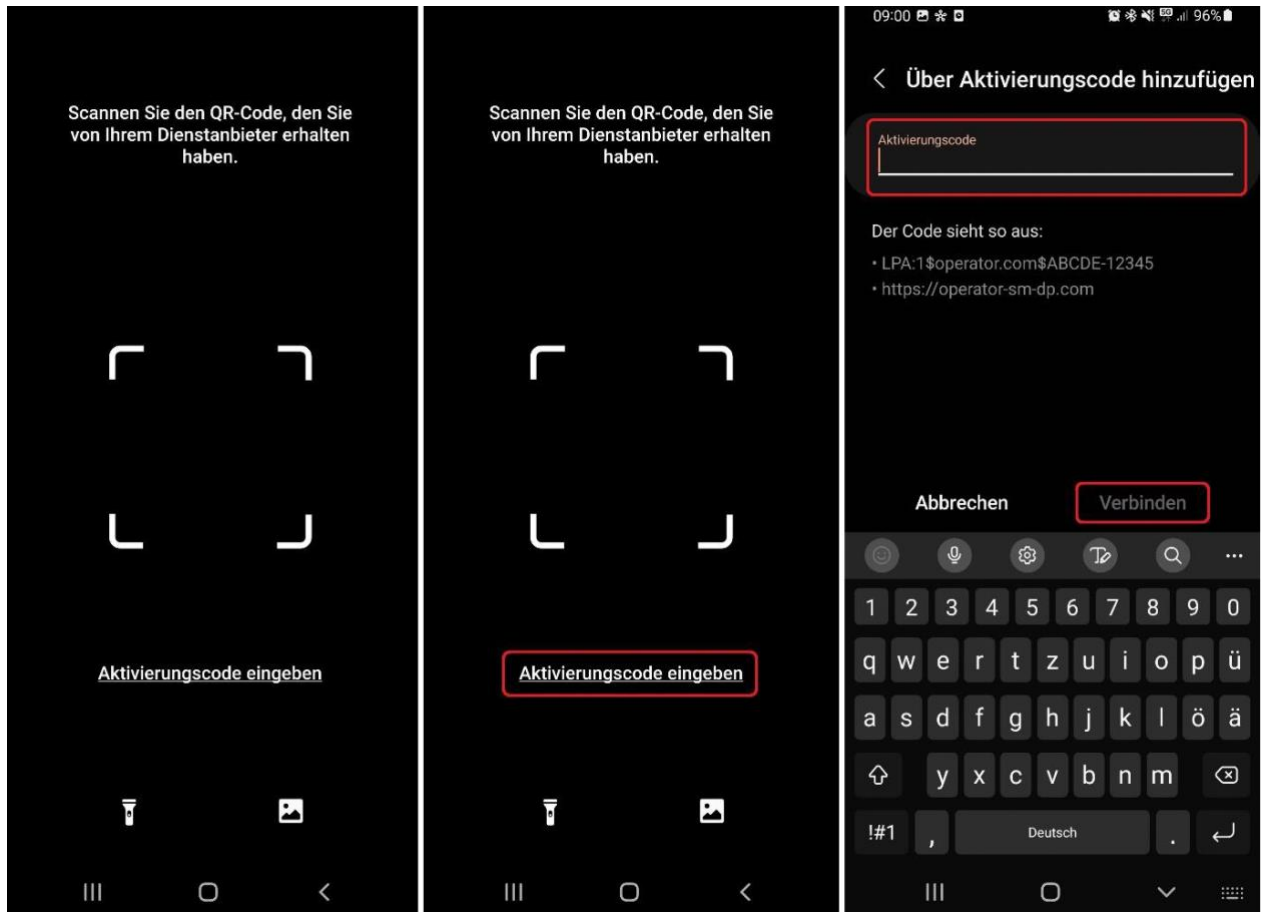 Scannen Sie den QR-Code, den Sie
von Ihrem Dienstanbieter erhalten
haben.
Aktivierungscode eingeben
Scannen Sie den QR-Code, den Sie
von Ihrem Dienstanbieter erhalten
haben.
Aktivierungscode eingeben
09:00 96%
Über Aktivierungscode hinzufügen
Aktivierungscode
Der Code sieht so aus:
• LPA:1$operator.com$ABCDE-12345
• https://operator-sm-dp.com
Abbrechen Verbinden
1 2 3 4 5 6 7 8 9 0
q w e r t z u i o p ü
a s d f g h j k l ö ä
y x c v b n m
!#1 , Deutsch .